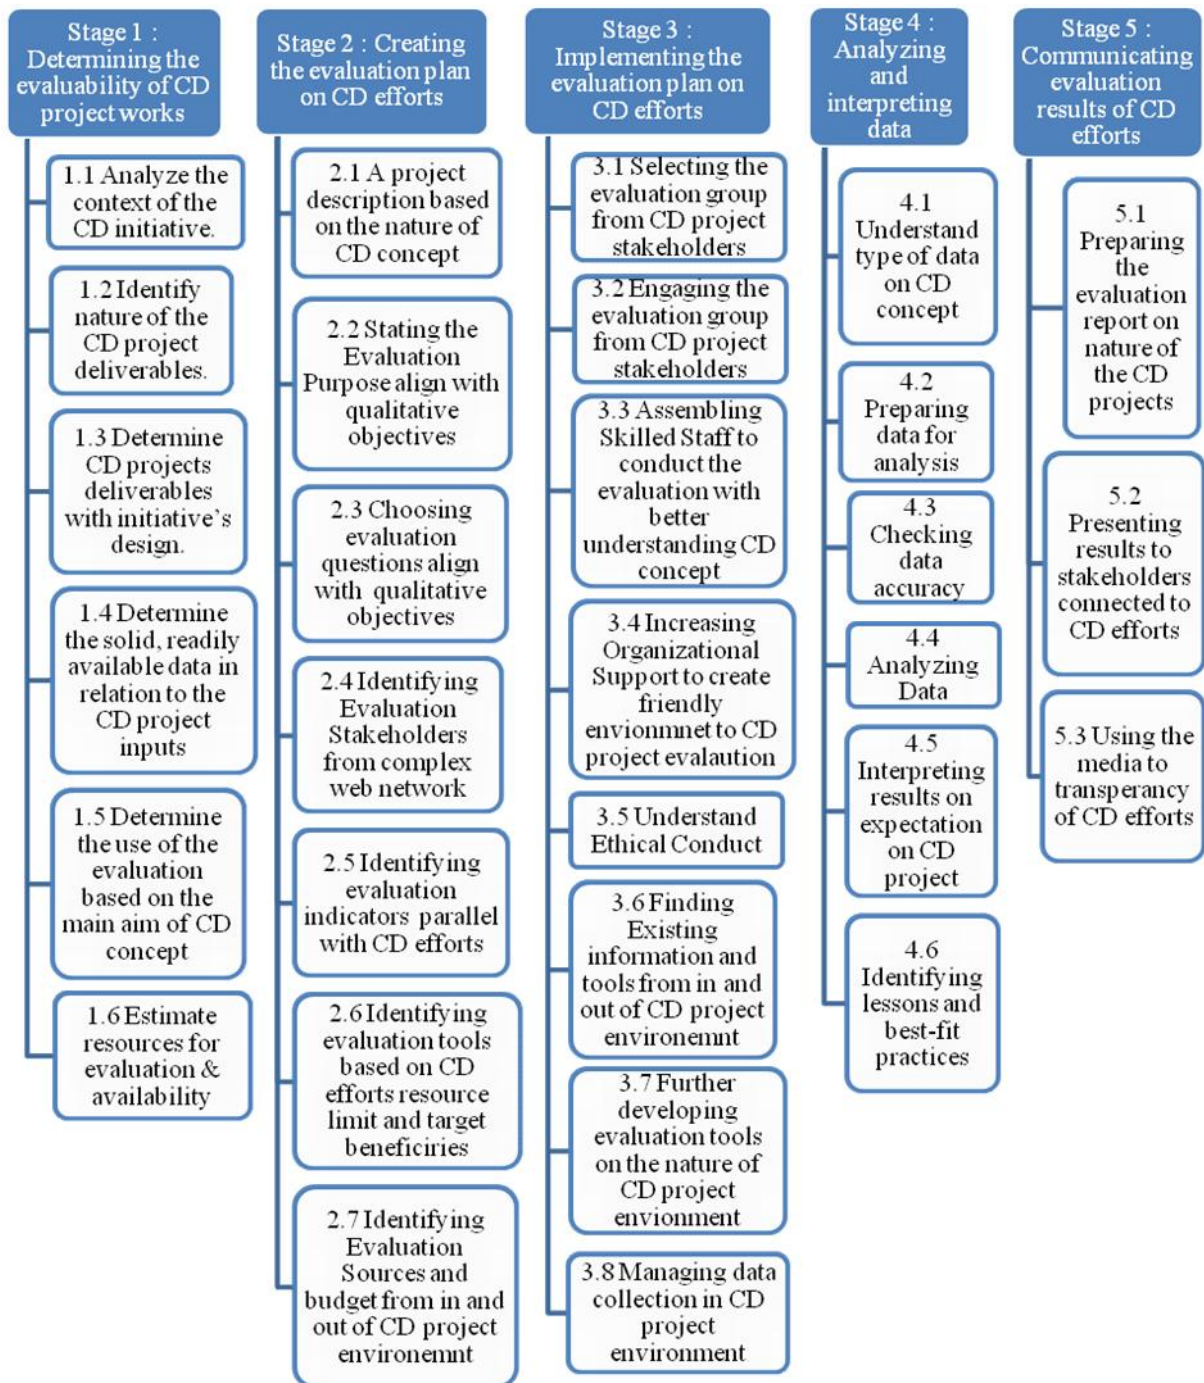 Stage 1 :
Determining the
evaluability of CD
project works
1.1 Analyze the
context of the
CD initiative.
1.2 Identify
nature of the
CD project
deliverables.
1.3 Determine
CD projects
deliverables
with initiative's
design.
1.4 Determine
the solid, readily
available data in
relation to the
CD project
inputs
1.5 Determine
the use of the
evaluation
based on the
main aim of CD
concept
1.6 Estimate
resources for
evaluation &
availability
Stage 2 : Creating
the evaluation plan
on CD efforts
2.1 A project
description based
on the nature of
CD concept
2.2 Stating the
Evaluation
Purpose align with
qualitative
objectives
2.3 Choosing
evaluation
questions align
with qualitative
objectives
2.4 Identifying
Evaluation
Stakeholders
from complex
web network
2.5 Identifying
evaluation
indicators parallel
with CD efforts
2.6 Identifying
evaluation tools
based on CD
efforts resource
limit and target
beneficiries
2.7 Identifying
Evaluation
Sources and
budget from in and
out of CD project
environemnt
Stage 3 :
Implementing the
evaluation plan on
CD efforts
3.1 Selecting the
evaluation group
from CD project
stakeholders
3.2 Engaging the
evaluation group
from CD project
stakeholders
3.3 Assembling
Skilled Staff to
conduct the
evaluation with
better
understanding CD
concept
3.4 Increasing
Organizational
Support to create
friendly
envionmnet to CD
project evalaution
3.5 Understand
Ethical Conduct
3.6 Finding
Existing
information and
tools from in and
out of CD project
environemnt
3.7 Further
developing
evaluation tools
on the nature of
CD project
envionment
3.8 Managing data
collection in CD
project
environment
Stage 4 :
Analyzing
and
interpreting
data
4.1
Understand
type of data
on CD
concept
4.2
Preparing
data for
analysis
4.3
Checking
data
accuracy
4.4
Analyzing
Data
4.5
Interpreting
results on
expectation
on CD
project
4.6
Identifying
lessons and
best-fit
practices
Stage 5 :
Communicating
evaluation
results of CD
efforts
5.1
Preparing
the
evaluation
report on
nature of
the CD
projects
5.2
Presenting
results to
stakeholders
connected to
CD efforts
5.3 Using the
media to
transperancy
of CD efforts